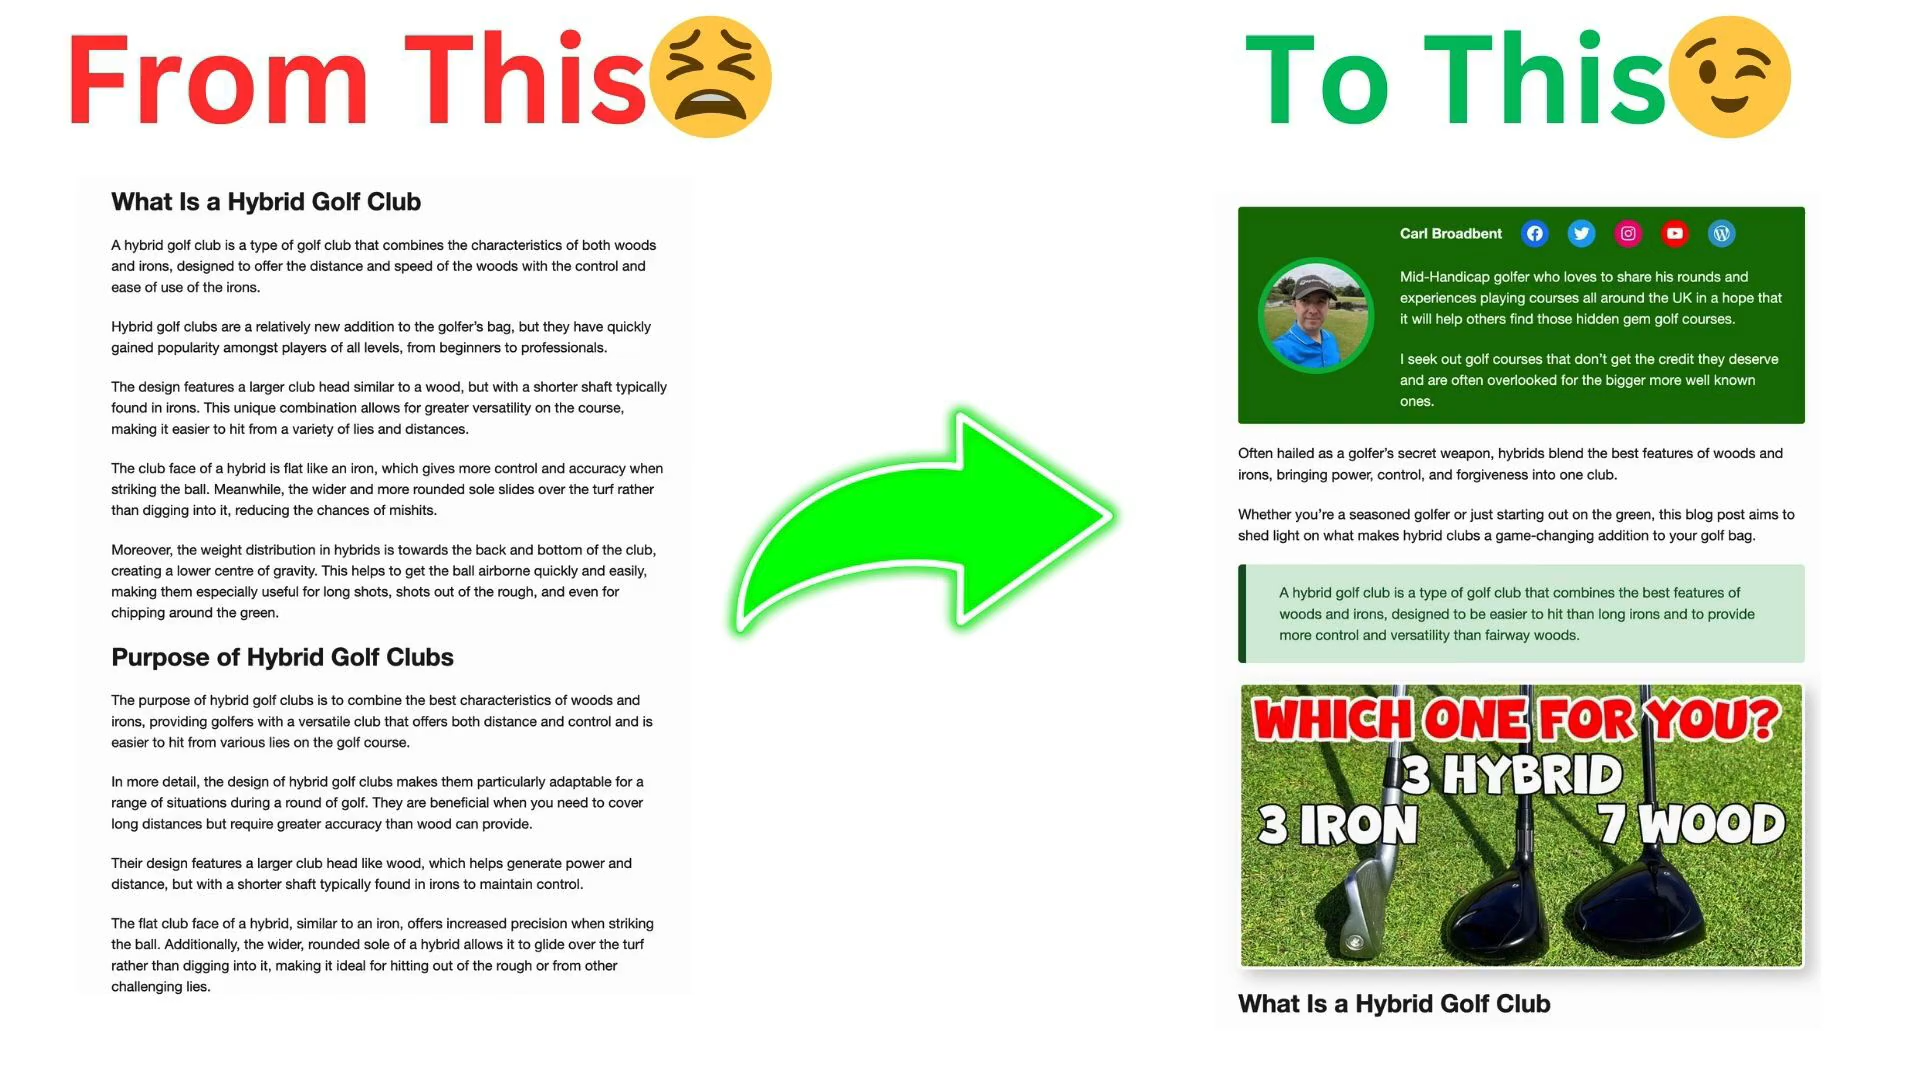 From This
To This
What Is a Hybrid Golf Club
A hybrid golf club is a type of golf club that combines the characteristics of both woods
and irons, designed to offer the distance and speed of the woods with the control and
ease of use of the irons.
Hybrid golf clubs are a relatively new addition to the golfer’s bag, but they have quickly
gained popularity amongst players of all levels, from beginners to professionals.
The design features a larger club head similar to a wood, but with a shorter shaft typically
found in irons. This unique combination allows for greater versatility on the course,
making it easier to hit from a variety of lies and distances.
The club face of a hybrid is flat like an iron, which gives more control and accuracy when
striking the ball. Meanwhile, the wider and more rounded sole slides over the turf rather
than digging into it, reducing the chances of mishits.
Moreover, the weight distribution in hybrids is towards the back and bottom of the club,
creating a lower centre of gravity. This helps to get the ball airborne quickly and easily,
making them especially useful for long shots, shots out of the rough, and even for
chipping around the green.
Purpose of Hybrid Golf Clubs
The purpose of hybrid golf clubs is to combine the best characteristics of woods and
irons, providing golfers with a versatile club that offers both distance and control and is
easier to hit from various lies on the golf course.
In more detail, the design of hybrid golf clubs makes them particularly adaptable for a
range of situations during a round of golf. They are beneficial when you need to cover
long distances but require greater accuracy than wood can provide.
Their design features a larger club head like wood, which helps generate power and
distance, but with a shorter shaft typically found in irons to maintain control.
The flat club face of a hybrid, similar to an iron, offers increased precision when striking
the ball. Additionally, the wider, rounded sole of a hybrid allows it to glide over the turf
rather than digging into it, making it ideal for hitting out of the rough or from other
challenging lies.
Carl Broadbent
Mid-Handicap golfer who loves to share his rounds and
experiences playing courses all around the UK in a hope that
it will help others find those hidden gem golf courses.
I seek out golf courses that don’t get the credit they deserve
and are often overlooked for the bigger more well known
ones.
Often hailed as a golfer’s secret weapon, hybrids blend the best features of woods and
irons, bringing power, control, and forgiveness into one club.
Whether you’re a seasoned golfer or just starting out on the green, this blog post aims to
shed light on what makes hybrid clubs a game-changing addition to your golf bag.
A hybrid golf club is a type of golf club that combines the best features of
woods and irons, designed to be easier to hit than long irons and to provide
more control and versatility than fairway woods.
WHICH ONE FOR YOU?
3 HYBRID
3 IRON
7 WOOD
What Is a Hybrid Golf Club